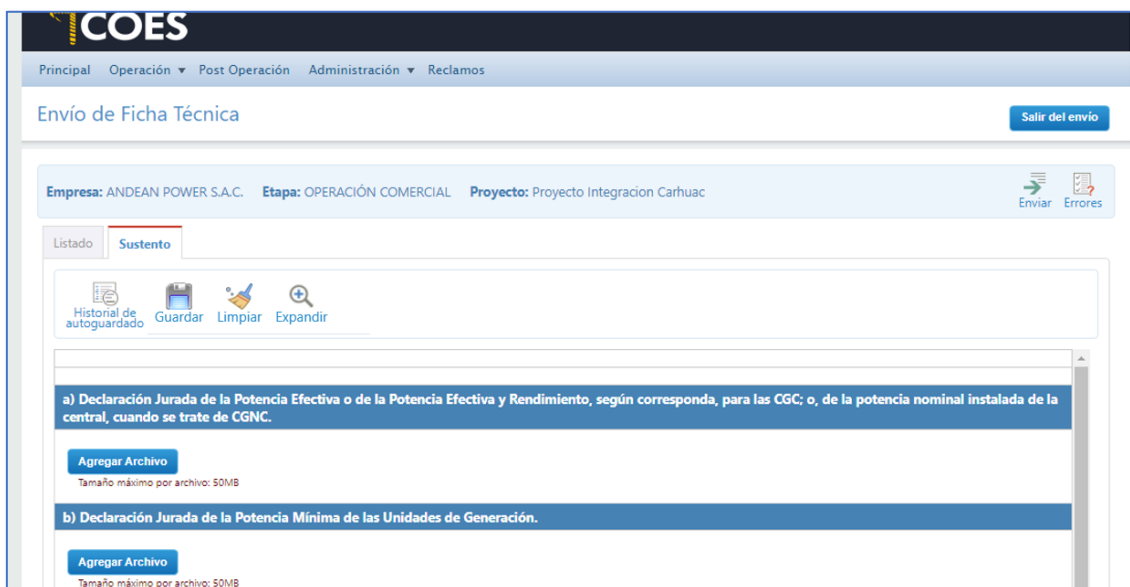 COES
Principal Operación ▼ Post Operación Administración ▼ Reclamos
Envío de Ficha Técnica
Salir del envío
Empresa: ANDEAN POWER S.A.C. Etapa: OPERACIÓN COMERCIAL Proyecto: Proyecto Integracion Carhuac
Enviar Errores
Listado Sustento
Historial de autoguardado Guardar Limpiar Expandir
a) Declaración Jurada de la Potencia Efectiva o de la Potencia Efectiva y Rendimiento, según corresponda, para las CGC; o, de la potencia nominal instalada de la
central, cuando se trate de CGNC.
Agregar Archivo
Tamaño máximo por archivo: 50MB
b) Declaración Jurada de la Potencia Mínima de las Unidades de Generación.
Agregar Archivo
Tamaño máximo por archivo: 50MB